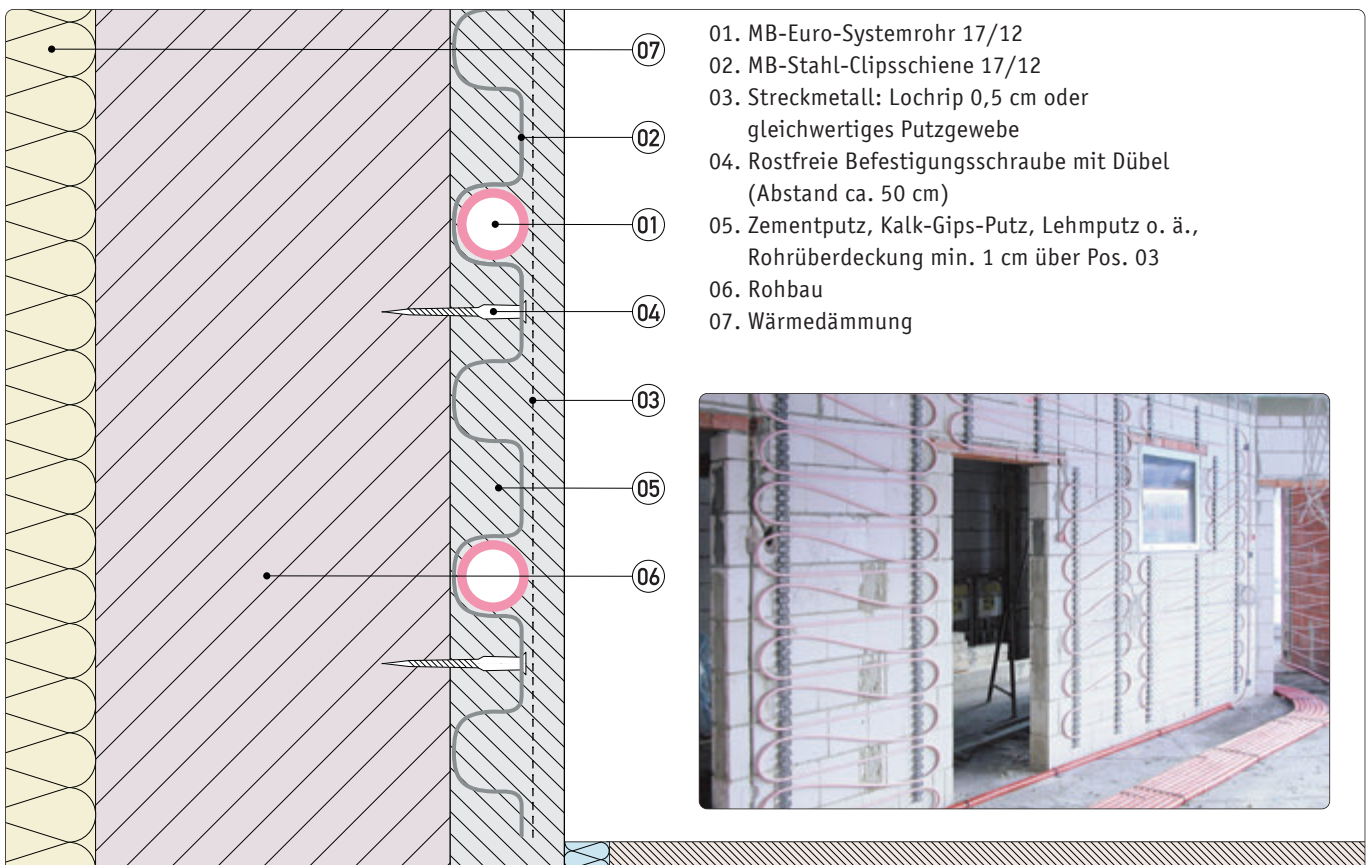 07
02
01
04
03
05
06
01. MB-Euro-Systemrohr 17/12
02. MB-Stahl-Clipsschiene 17/12
03. Streckmetall: Lochrip 0,5 cm oder
gleichwertiges Putzgewebe
04. Rostfreie Befestigungsschraube mit Dübel
(Abstand ca. 50 cm)
05. Zementputz, Kalk-Gips-Putz, Lehmputz o. ä.,
Rohrüberdeckung min. 1 cm über Pos. 03
06. Rohbau
07. Wärmedämmung